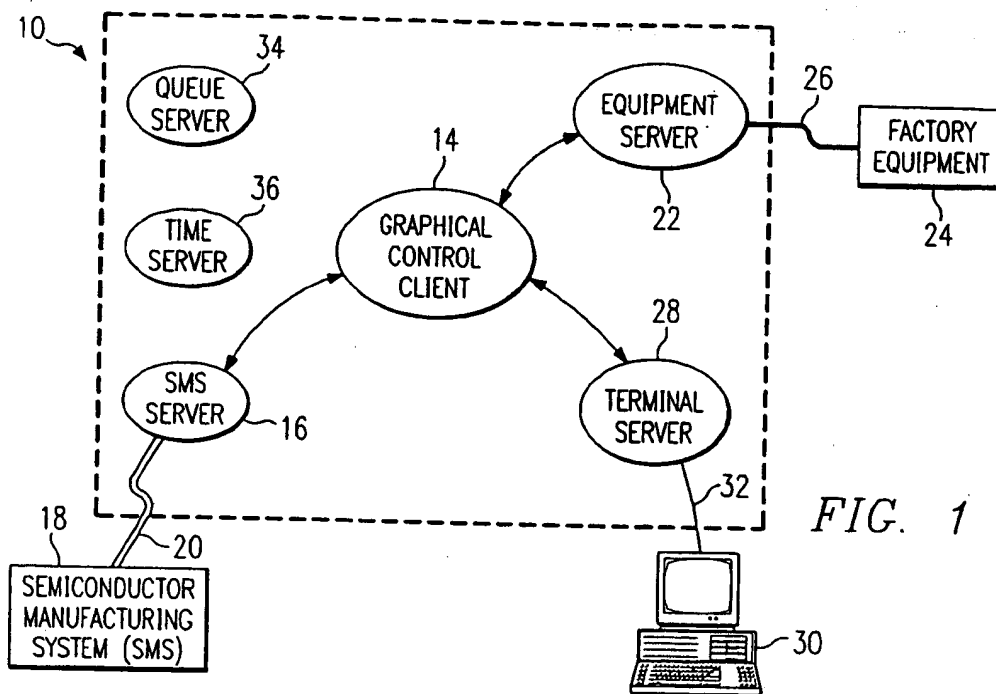 10
34
QUEUE
SERVER
EQUIPMENT
SERVER
22
26
FACTORY
EQUIPMENT
24
14
GRAPHICAL
CONTROL
CLIENT
36
TIME
SERVER
28
TERMINAL
SERVER
SMS
SERVER
16
32
FIG. 1
18
20
SEMICONDUCTOR
MANUFACTURING
SYSTEM (SMS)
30